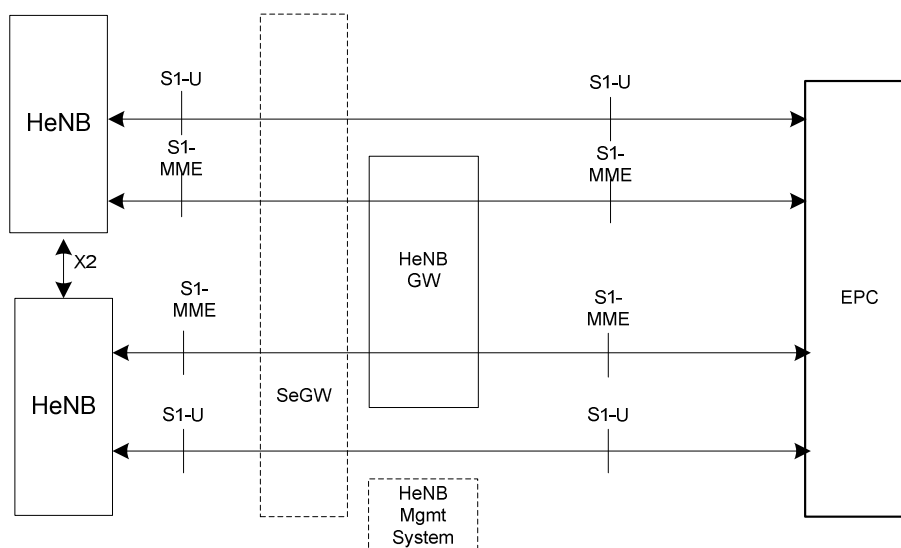 S1-U
S1-U
HeNB
S1-
MME
S1-
MME
HeNB
GW
X2
S1-
MME
S1-
MME
EPC
HeNB
SeGW
S1-U
S1-U
HeNB
Mgmt
System